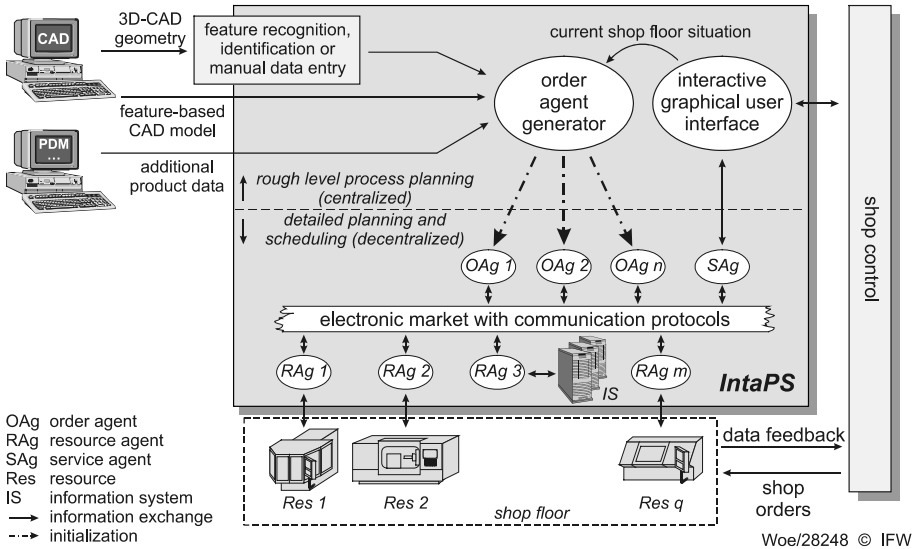 CAD
3D-CAD
geometry
feature recognition,
identification or
manual data entry
current shop floor situation
order
agent
generator
interactive
graphical user
interface
feature-based
CAD model
PDM
...
additional
product data
rough level process planning
(centralized)
detailed planning and
scheduling (decentralized)
shop control
OAg 1
OAg 2
OAg n
SAg
electronic market with communication protocols
RAg 1
RAg 2
RAg 3
IS
RAg m
IntaPS
OAg order agent
RAg resource agent
SAg service agent
Res resource
IS information system
information exchange
initialization
Res 1
Res 2
Res q
shop floor
data feedback
shop
orders
Woe/28248 © IFW